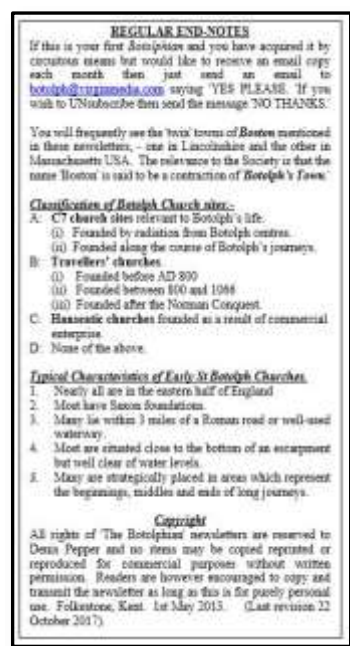 REGULAR END-NOTES
If this is your first Botolphian and you have acquired it by
circuitous means but would like to receive an email copy
each month then just send an email to
botolph@virginmedia.com saying 'YES PLEASE. 'If you
wish to UNsubscribe then send the message 'NO THANKS.'
You will frequently see the 'twin' towns of Boston mentioned
in these newsletters, - one in Lincolnshire and the other in
Massachusetts USA. The relevance to the Society is that the
name 'Boston' is said to be a contraction of Botolph's Town.'
Classification of Botolph Church sites.-
A: C7 church sites relevant to Botolph's life.
(i) Founded by radiation from Botolph centres.
(ii) Founded along the course of Botolph's journeys.
B: Travellers' churches
(i) Founded before AD 800
(ii) Founded between 800 and 1066
(iii) Founded after the Norman Conquest.
C: Hanseatic churches founded as a result of commercial
enterprise.
D: None of the above.
Typical Characteristics of Early St Botolph Churches.
1. Nearly all are in the eastern half of England
2. Most have Saxon foundations.
3. Many lie within 3 miles of a Roman road or well-used
waterway.
4. Most are situated close to the bottom of an escarpment
but well clear of water levels.
5. Many are strategically placed in areas which represent
the beginnings, middles and ends of long journeys.
Copyright
All rights of 'The Botolphian' newsletters are reserved to
Denis Pepper and no items may be copied reprinted or
reproduced for commercial purposes without written
permission. Readers are however encouraged to copy and
transmit the newsletter as long as this is for purely personal
use. Folkestone, Kent. 1st May 2013. (Last revision 22
October 2017).